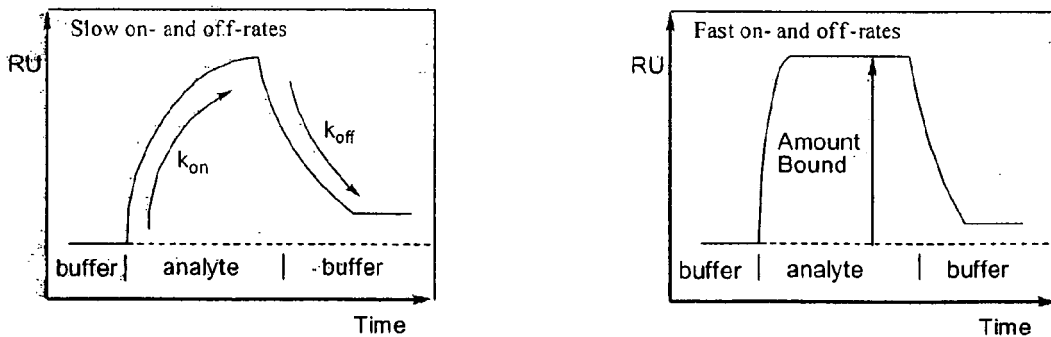 Slow on- and off-rates
RU
k_on
k_off
buffer | analyte | buffer
Time
Fast on- and off-rates
RU
Amount
Bound
buffer | analyte | buffer
Time